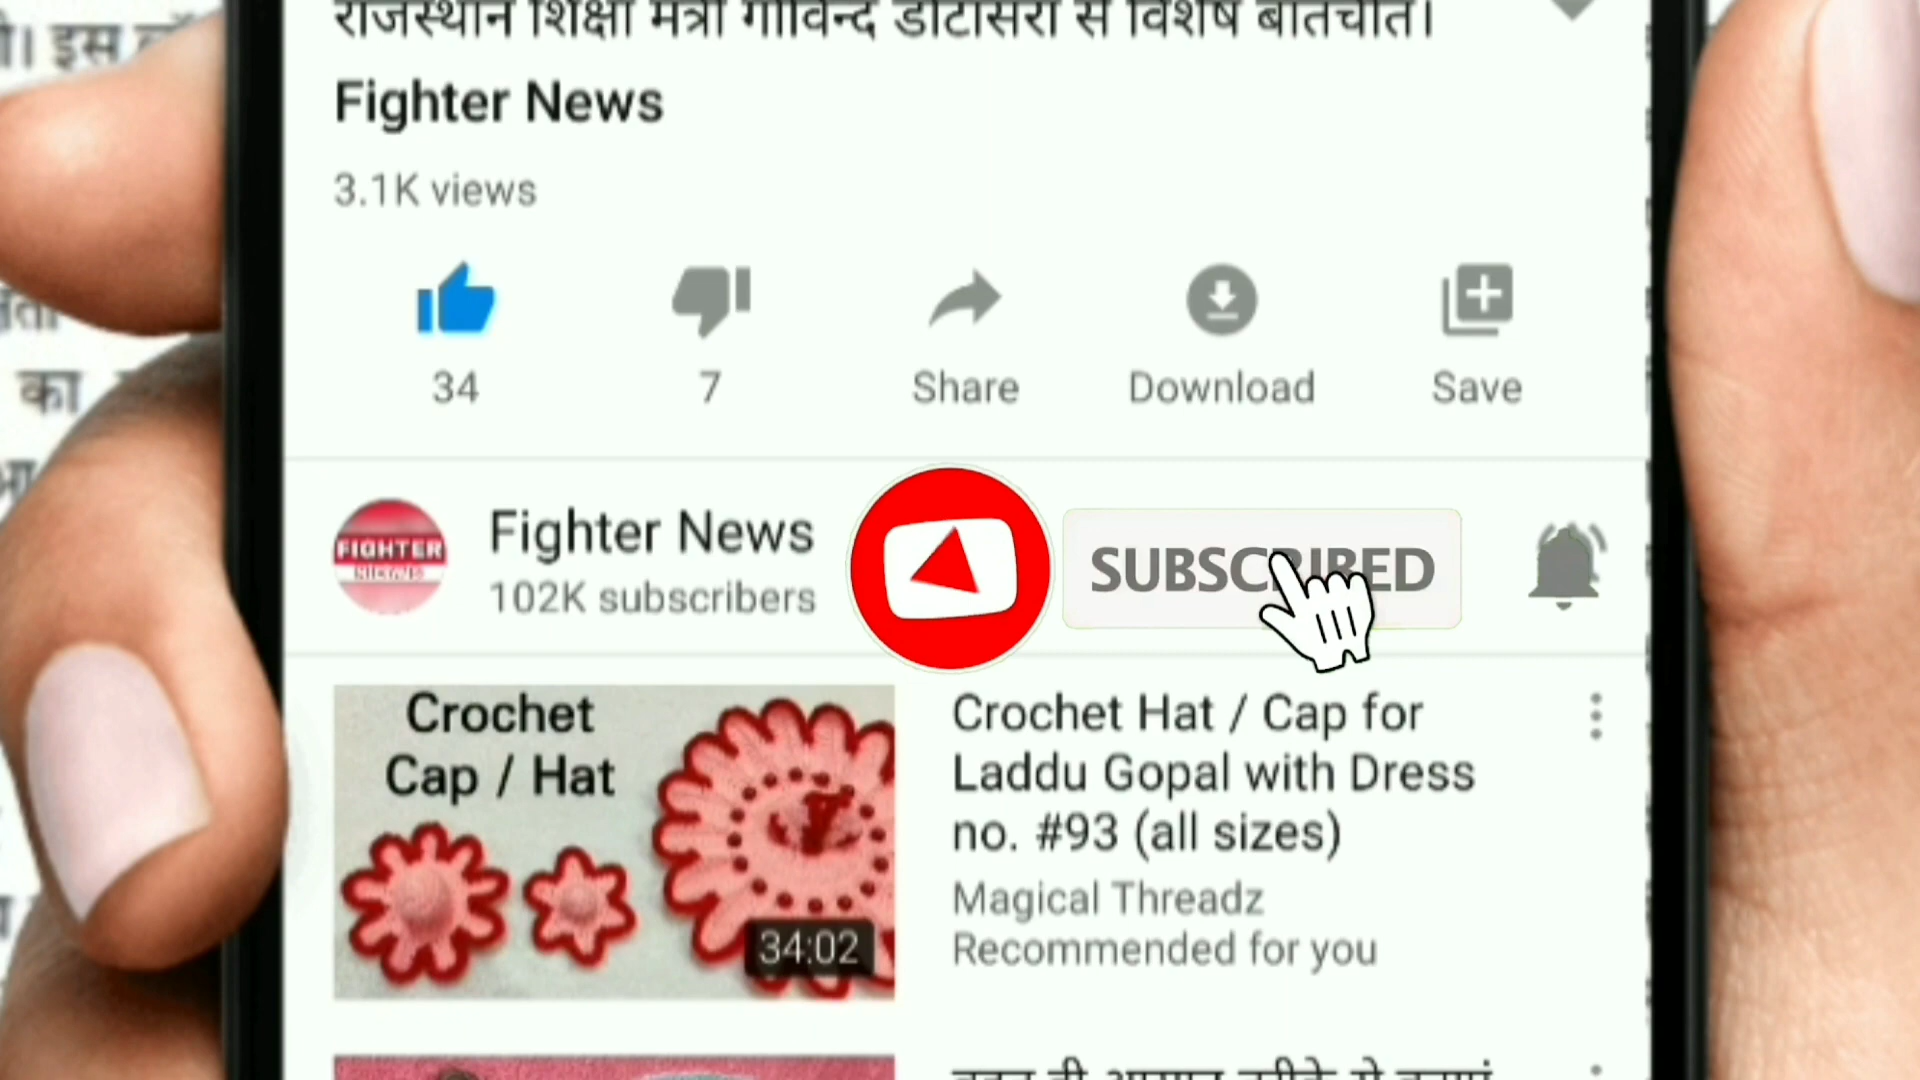 राजस्थान शिक्षा मंत्री गोविन्द डोटासरा से विशेष बातचीत।
इस
Fighter News
3.1K views
34
7
Share
Download
Save
का
Fighter News
102K subscribers
FIGHTER
SUBSCRIBED
Crochet
Cap / Hat
34:02
Crochet Hat / Cap for
Laddu Gopal with Dress
no. #93 (all sizes)
Magical Threadz
Recommended for you